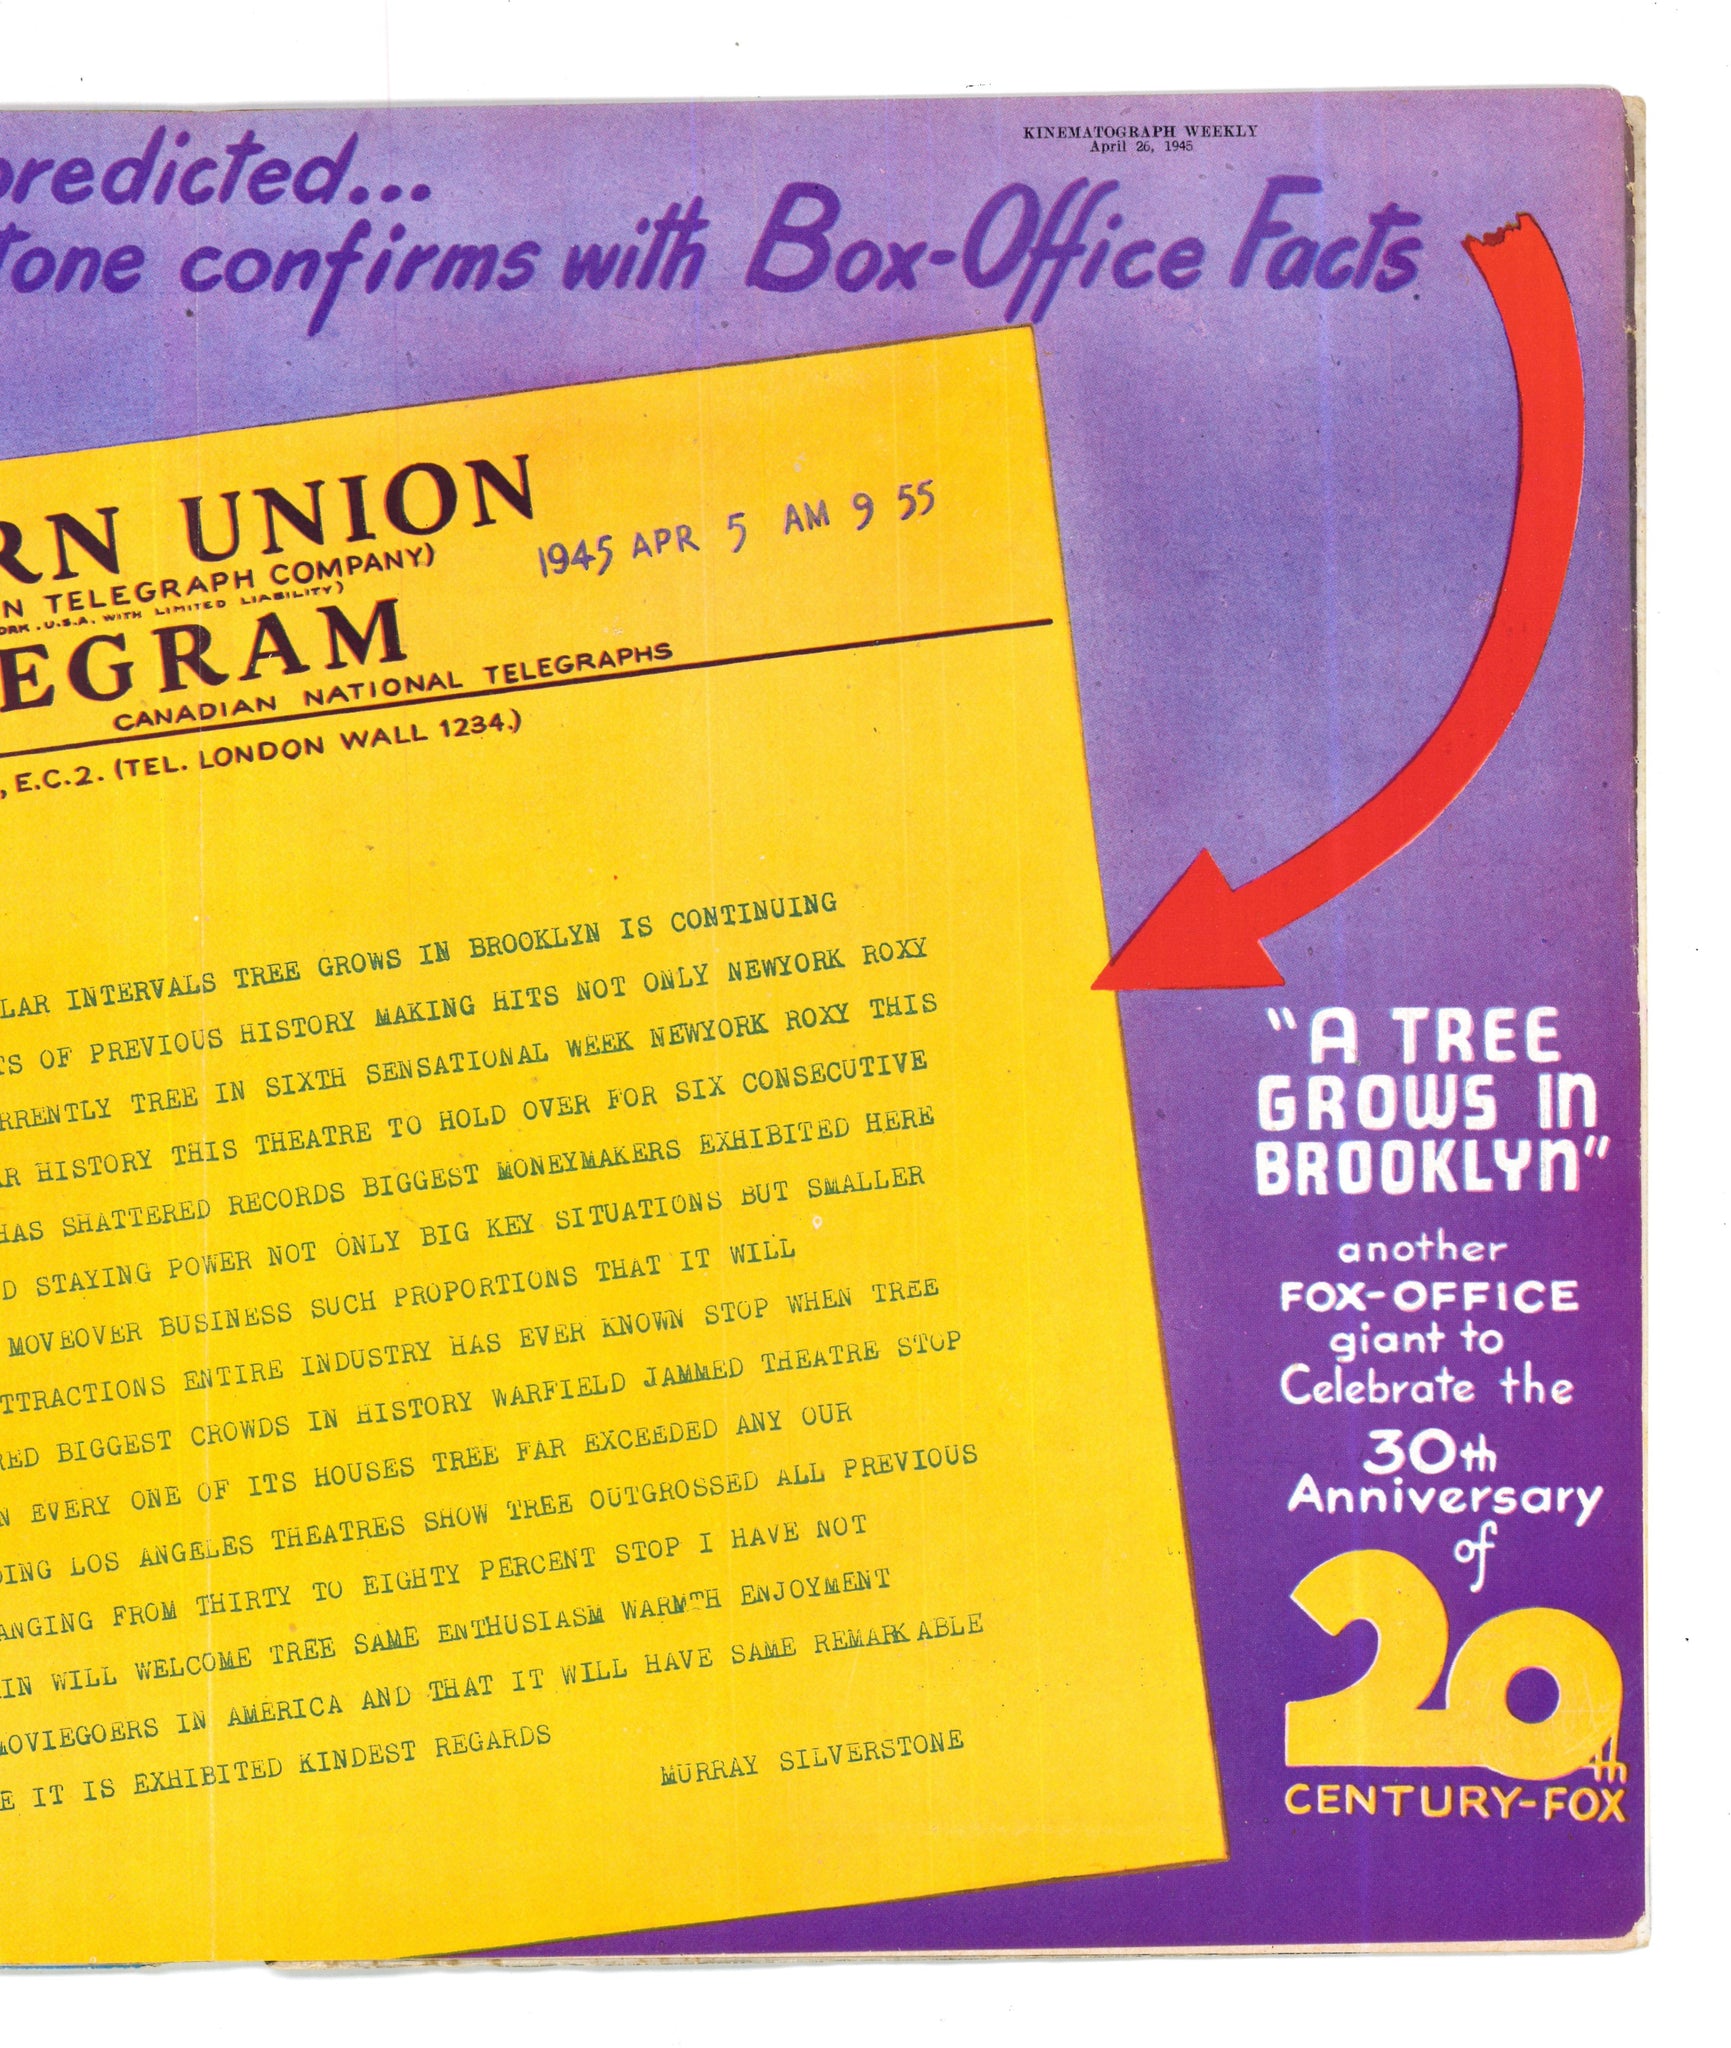 KINEMATOGRAPH WEEKLY
April 26, 1945
predicted...
tone confirms with Box-Office Facts
RN UNION
N TELEGRAPH COMPANY)
ORK. U.S.A. WITH LIMITED LIABILITY)
1945 APR 5 AM 9 55
EGRAM
CANADIAN NATIONAL TELEGRAPHS
, E.C.2. (TEL. LONDON WALL 1234.)
LAR INTERVALS TREE GROWS IN BROOKLYN IS CONTINUING
TS OF PREVIOUS HISTORY MAKING HITS NOT ONLY NEWYORK ROXY
RRENTLY TREE IN SIXTH SENSATIONAL WEEK NEWYORK ROXY THIS
AR HISTORY THIS THEATRE TO HOLD OVER FOR SIX CONSECUTIVE
HAS SHATTERED RECORDS BIGGEST MONEYMAKERS EXHIBITED HERE
D STAYING POWER NOT ONLY BIG KEY SITUATIONS BUT SMALLER
MOVEOVER BUSINESS SUCH PROPORTIONS THAT IT WILL
TTRACTIONS ENTIRE INDUSTRY HAS EVER KNOWN STOP WHEN TREE
RED BIGGEST CROWDS IN HISTORY WARFIELD JAMMED THEATRE STOP
N EVERY ONE OF ITS HOUSES TREE FAR EXCEEDED ANY OUR
DING LOS ANGELES THEATRES SHOW TREE OUTGROSSED ALL PREVIOUS
ANGING FROM THIRTY TO EIGHTY PERCENT STOP I HAVE NOT
IN WILL WELCOME TREE SAME ENTHUSIASM WARMTH ENJOYMENT
MOVIEGOERS IN AMERICA AND THAT IT WILL HAVE SAME REMARKABLE
E IT IS EXHIBITED KINDEST REGARDS
MURRAY SILVERSTONE
"A TREE
GROWS IN
BROOKLYN"
another
FOX-OFFICE
giant to
Celebrate the
30th
Anniversary
of
20th
CENTURY-FOX